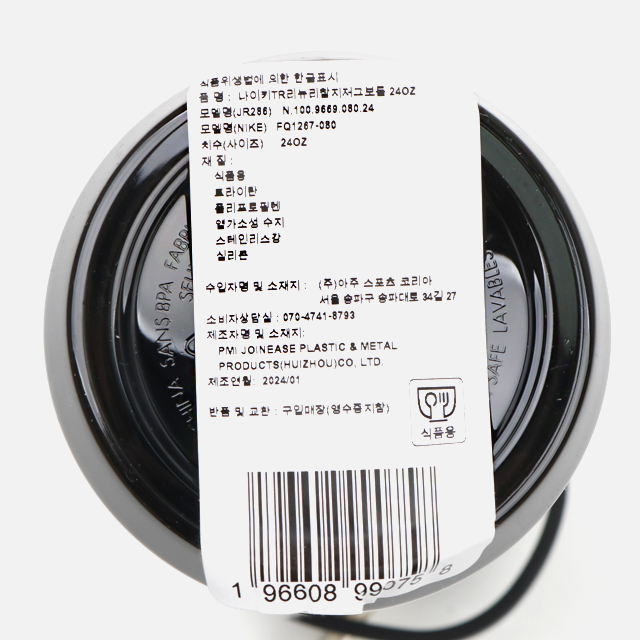 식품위생법에 의한 한글표시
품 명 : 나이키TR리뉴리찰지저그보틀 24OZ
모델명(JR286) N.100.9669.080.24
모델명(NIKE) FQ1267-080
치수(사이즈) 24OZ
재 질 :
식품용
트라이탄
폴리프로필렌
열가소성 수지
스테인리스강
실리콘
수입자명 및 소재지 : (주)아주 스포츠 코리아
서울 송파구 송파대로 34길 27
소비자상담실 : 070-4741-8793
제조자명 및 소재지:
PMI JOINEASE PLASTIC & METAL
PRODUCTS(HUIZHOU)CO, LTD.
제조연월: 2024/01
반품 및 교환 : 구입매장(영수증지참)
식품용
1 96608 99075 8
SANS BPA FABRI
SAFE LAVABLES